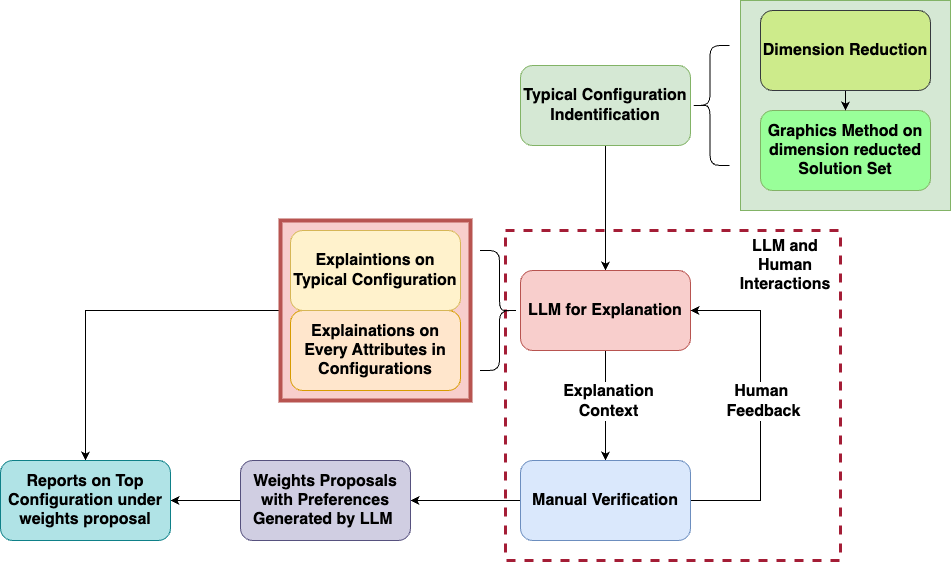 Dimension Reduction
Typical Configuration
Indentification
Graphics Method on
dimension reducted
Solution Set
LLM and
Human
Interactions
Explaintions on
Typical Configuration
LLM for Explanation
Explainations on
Every Attributes in
Configurations
Explanation
Context
Human
Feedback
Reports on Top
Configuration under
weights proposal
Weights Proposals
with Preferences
Generated by LLM
Manual Verification